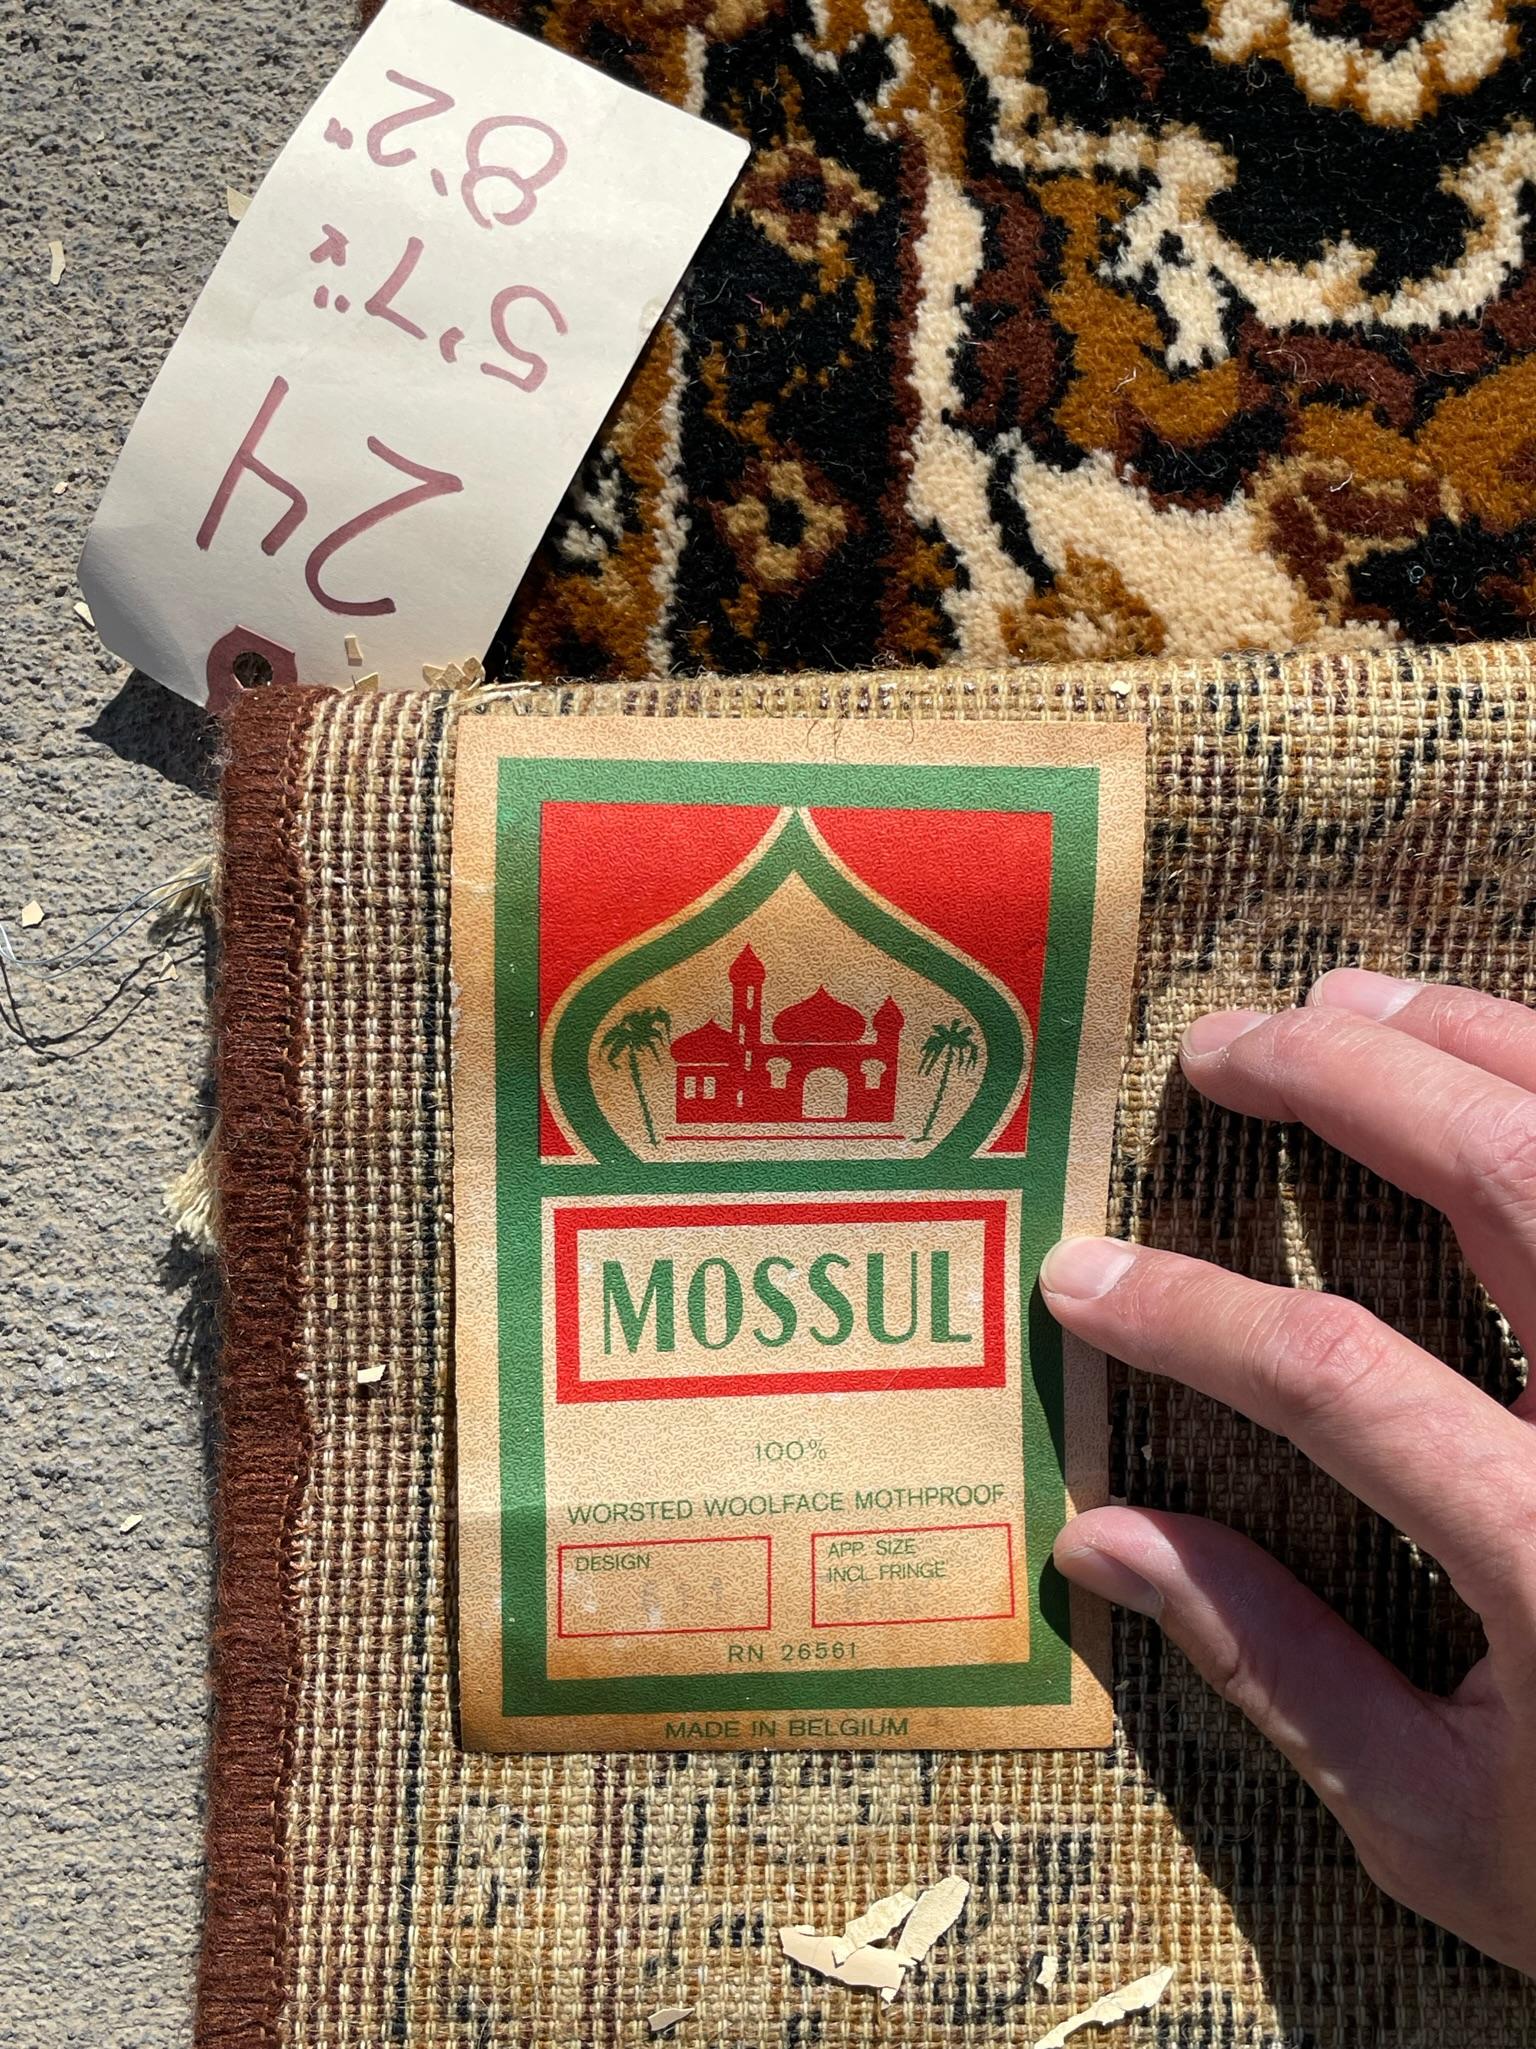 24
5'7"
8'2"
MOSSUL
100%
WORSTED WOOLFACE MOTHPROOF
DESIGN
APP. SIZE
INCL. FRINGE
RN 26561
MADE IN BELGIUM